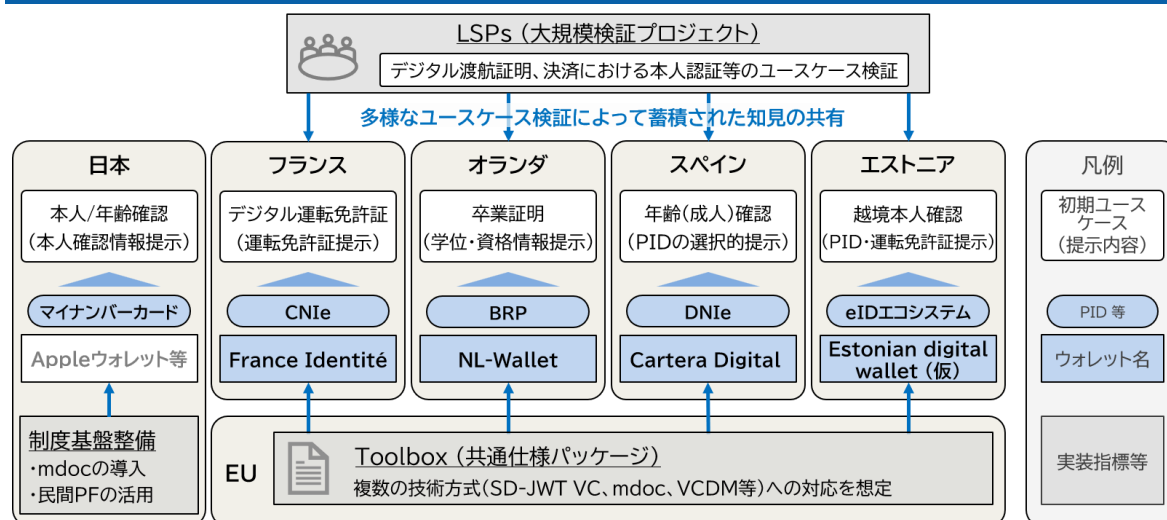 LSPs（大規模検証プロジェクト）
デジタル渡航証明、決済における本人認証等のユースケース検証
多様なユースケース検証によって蓄積された知見の共有
日本
本人/年齢確認
（本人確認情報提示）
マイナンバーカード
Appleウォレット等
制度基盤整備
・mdocの導入
・民間PFの活用
フランス
デジタル運転免許証
（運転免許証提示）
CNIe
France Identité
オランダ
卒業証明
（学位・資格情報提示）
BRP
NL-Wallet
スペイン
年齢（成人）確認
（PIDの選択的提示）
DNIe
Cartera Digital
エストニア
越境本人確認
（PID・運転免許証提示）
eIDエコシステム
Estonian digital
wallet（仮）
EU
Toolbox（共通仕様パッケージ）
複数の技術方式（SD-JWT VC、mdoc、VCDM等）への対応を想定
凡例
初期ユース
ケース
（提示内容）
PID 等
ウォレット名
実装指標等